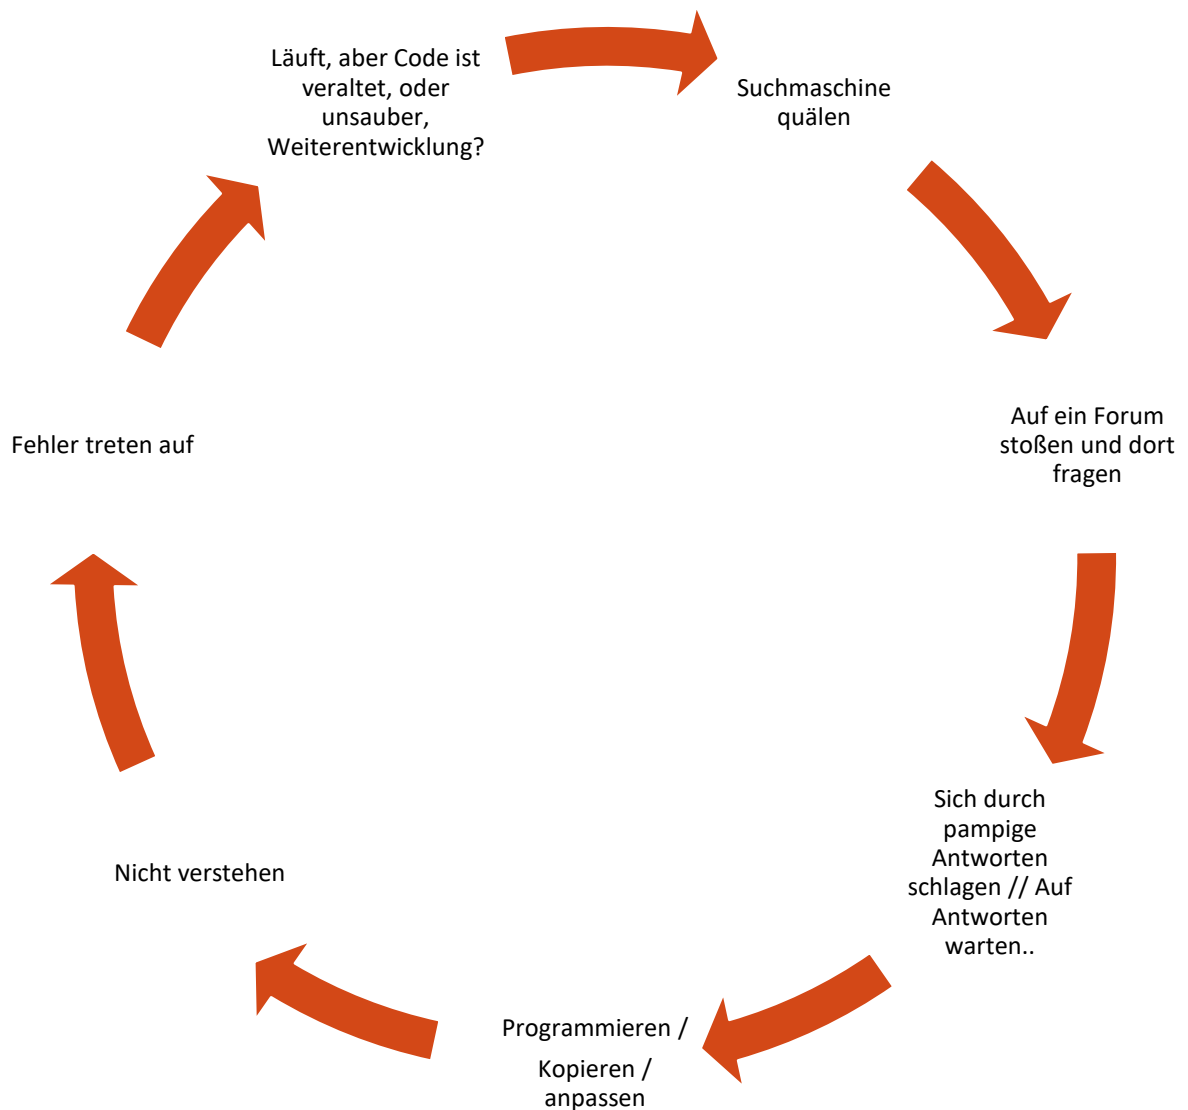 Läuft, aber Code ist
veraltet, oder
unsauber,
Weiterentwicklung?
Suchmaschine
quälen
Auf ein Forum
stoßen und dort
fragen
Sich durch
pampige
Antworten
schlagen // Auf
Antworten
warten..
Programmieren /
Kopieren /
anpassen
Nicht verstehen
Fehler treten auf